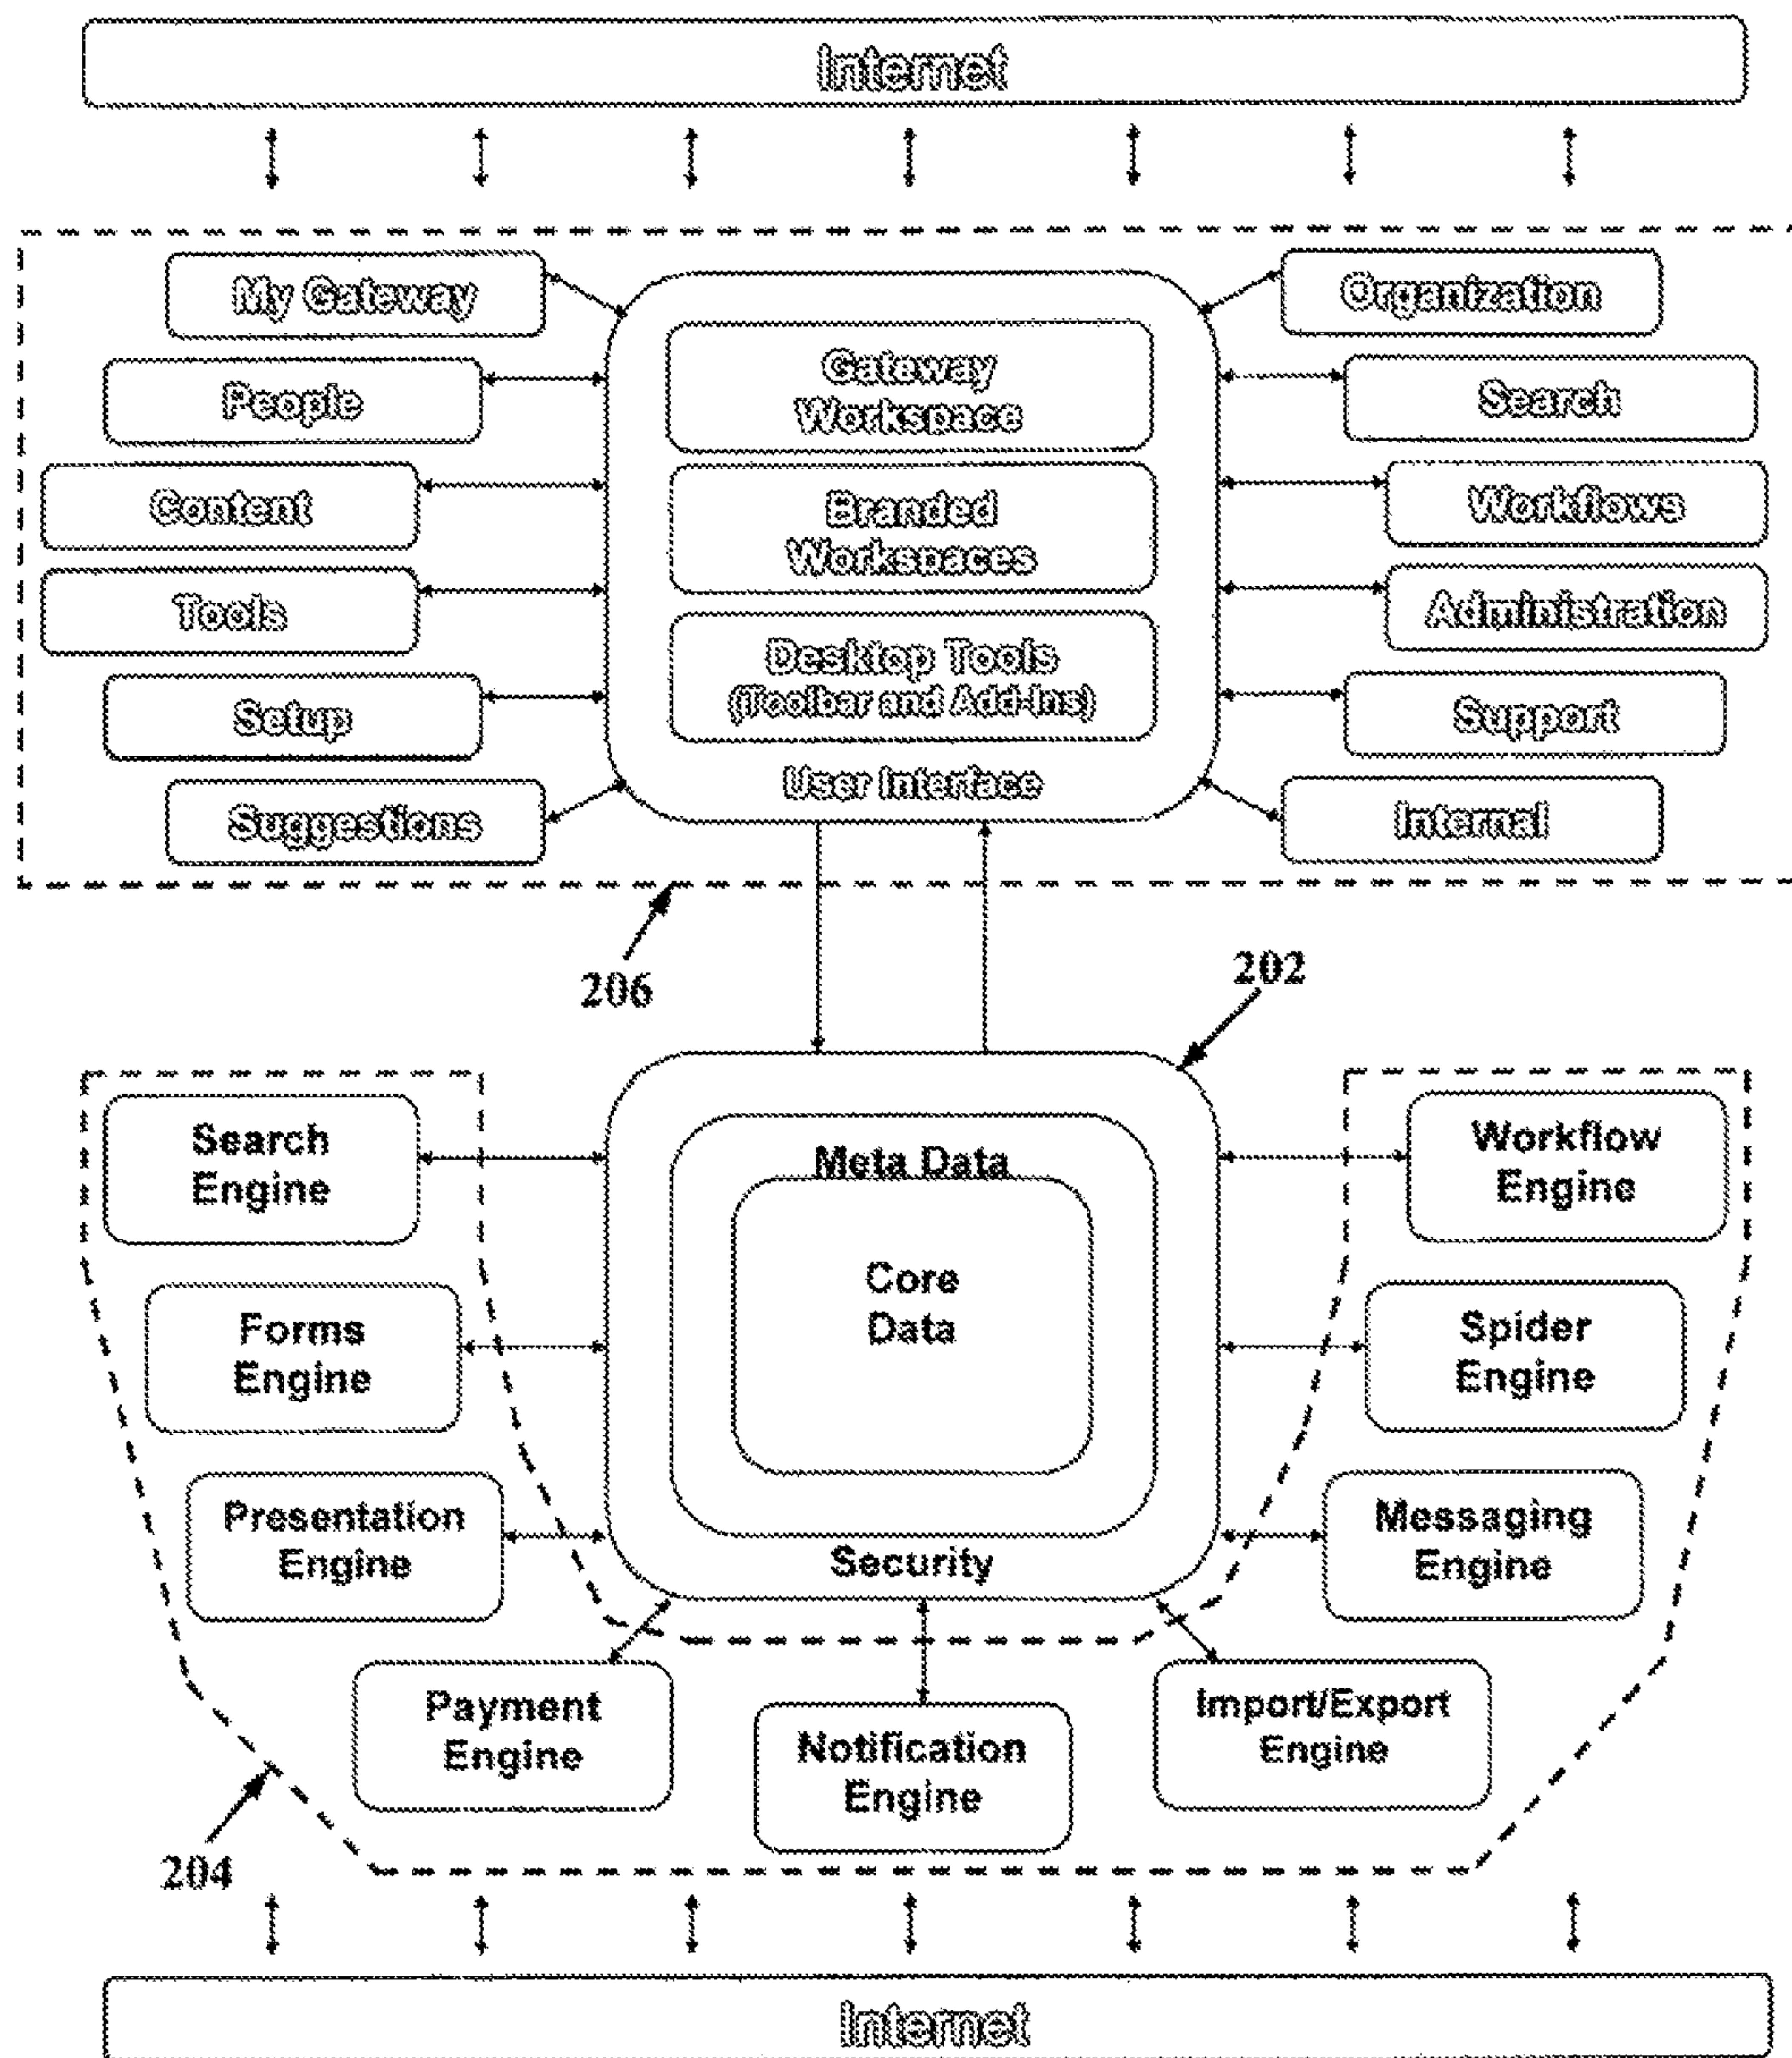 Internet
My Gateway
Organization
Gateway
Workspace
People
Search
Content
Branded
Workspaces
Workflows
Tools
Administration
Desktop Tools
(Toolbar and Add-Ins)
Setup
Support
User Interface
Suggestions
Internal
206
202
Search
Engine
Meta Data
Workflow
Engine
Core
Data
Forms
Engine
Spider
Engine
Presentation
Engine
Messaging
Engine
Security
Payment
Engine
Notification
Engine
Import/Export
Engine
204
Internet